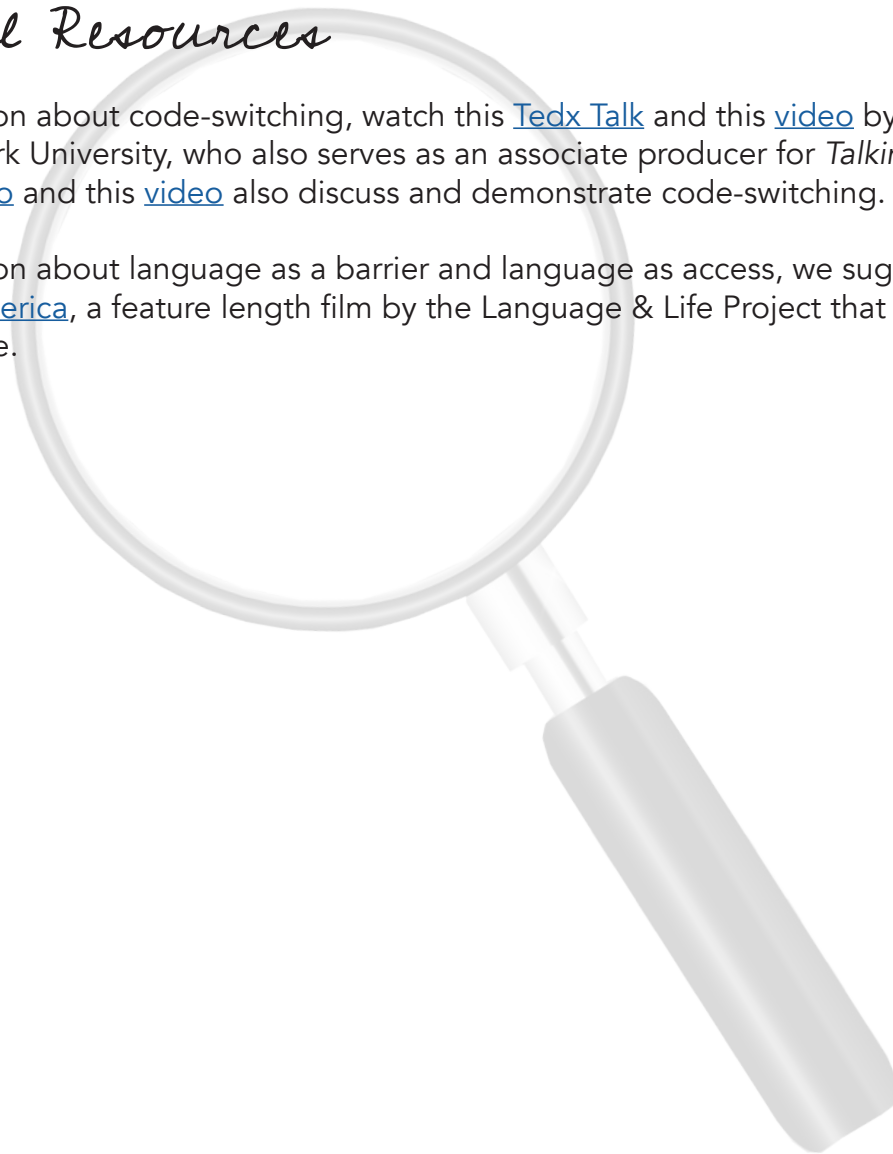 l Resources
on about code-switching, watch this Tedx Talk and this video by
rk University, who also serves as an associate producer for Talkin
o and this video also discuss and demonstrate code-switching.
on about language as a barrier and language as access, we sug
erica, a feature length film by the Language & Life Project that
e.